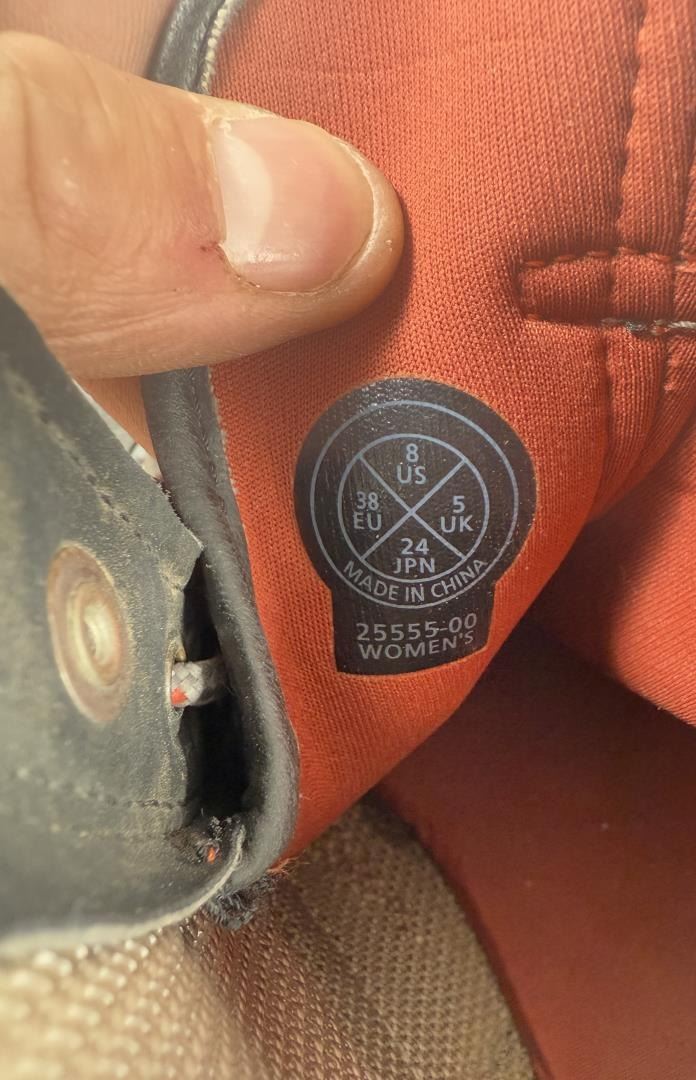 8
US
38
EU
5
UK
24
JPN
MADE IN CHINA
25555-00
WOMEN'S